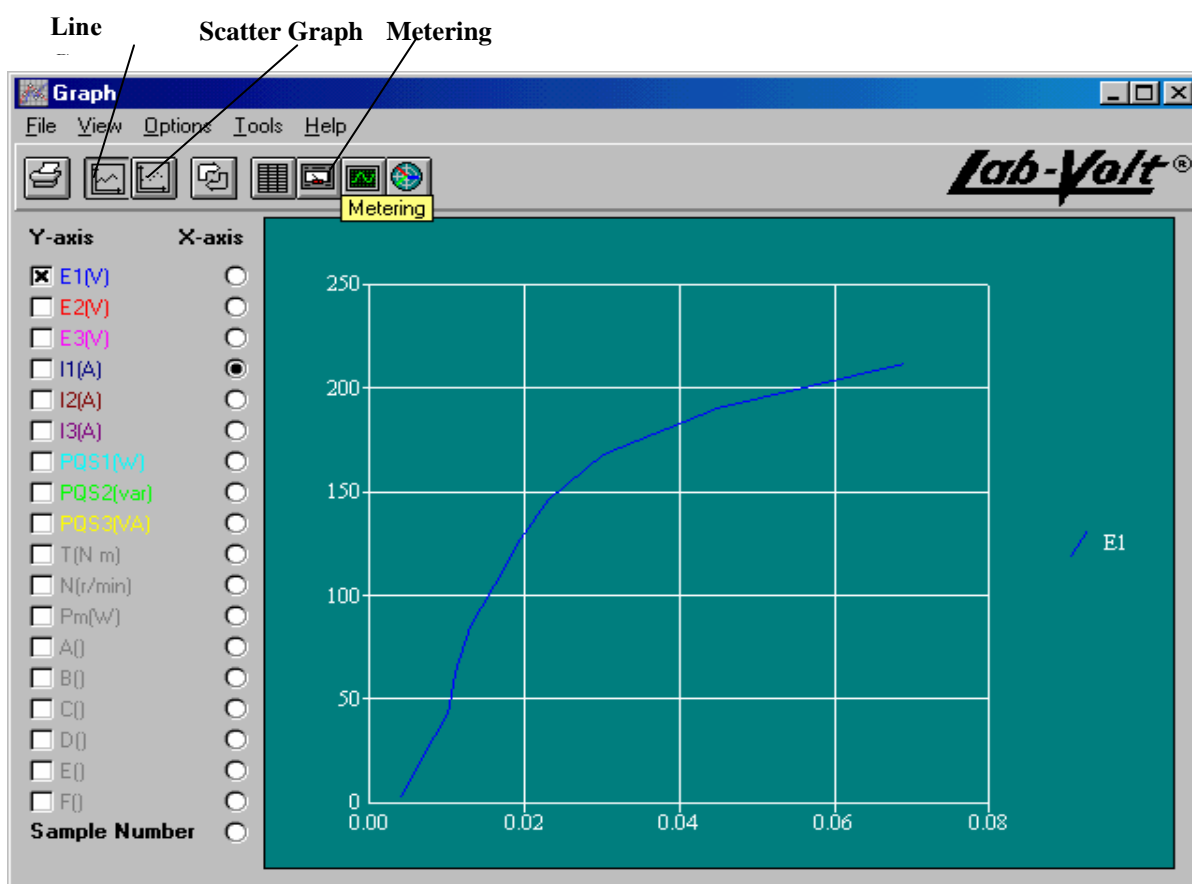 Line
Scatter Graph
Metering
Graph
File View Options Tools Help
Lab-Volt®
Metering
Y-axis X-axis
E1(V)
E2(V)
E3(V)
I1(A)
I2(A)
I3(A)
PQS1(W)
PQS2(var)
PQS3(VA)
T(N m)
N(r/min)
Pm(W)
A()
B()
C()
D()
E()
F()
Sample Number
250
200
150
100
50
0
0.00 0.02 0.04 0.06 0.08
E1